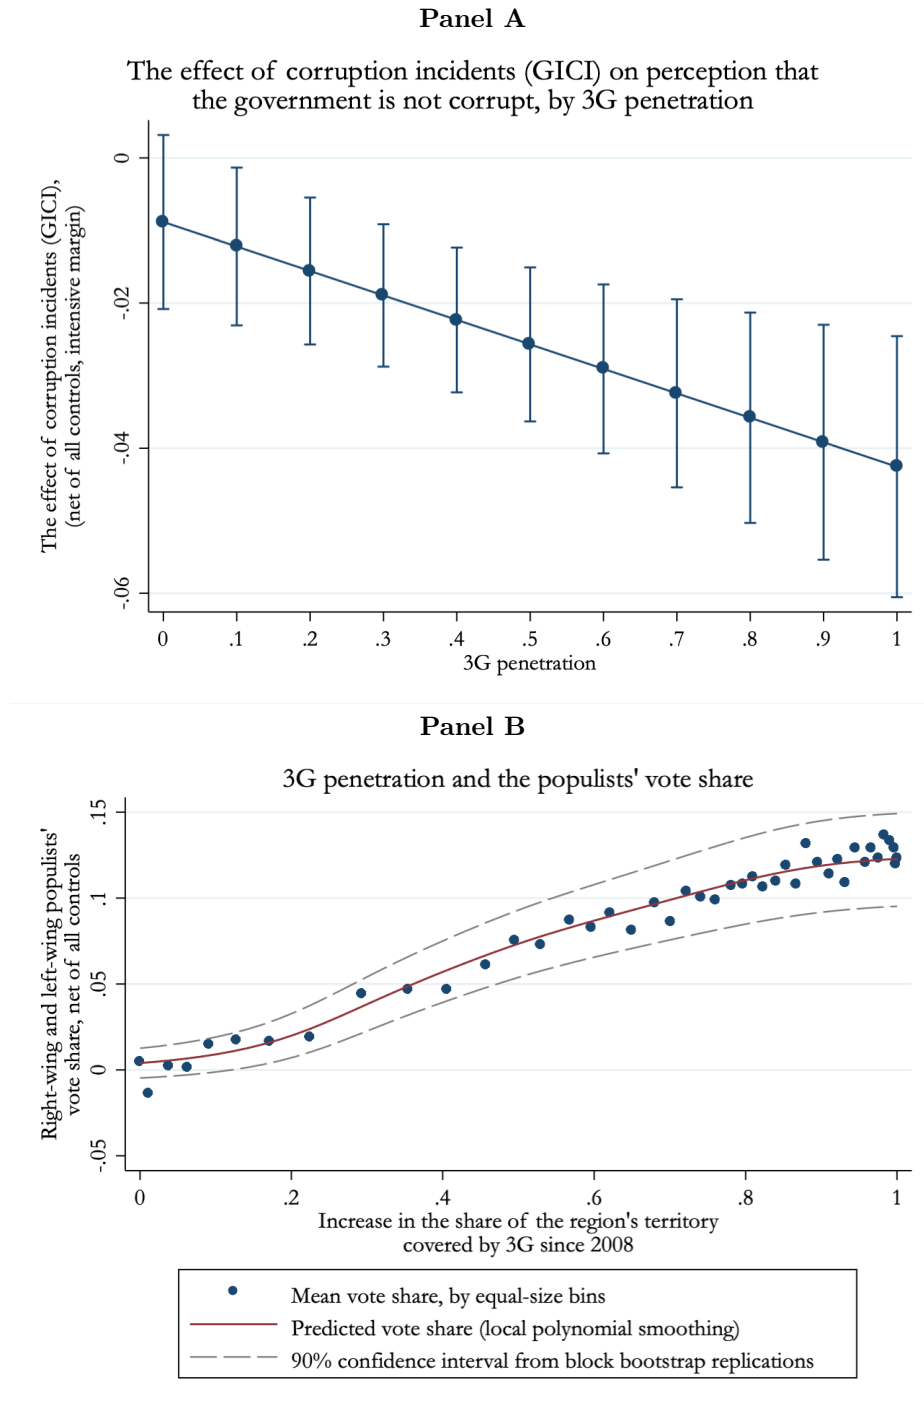 Panel A
The effect of corruption incidents (GICI) on perception that
the government is not corrupt, by 3G penetration
The effect of corruption incidents (GICI),
(net of all controls, intensive margin)
0
-.02
-.04
-.06
0 .1 .2 .3 .4 .5 .6 .7 .8 .9 1
3G penetration
Panel B
3G penetration and the populists' vote share
Right-wing and left-wing populists'
vote share, net of all controls
.15
.1
.05
0
-.05
0 .2 .4 .6 .8 1
Increase in the share of the region's territory
covered by 3G since 2008
Mean vote share, by equal-size bins
Predicted vote share (local polynomial smoothing)
90% confidence interval from block bootstrap replications